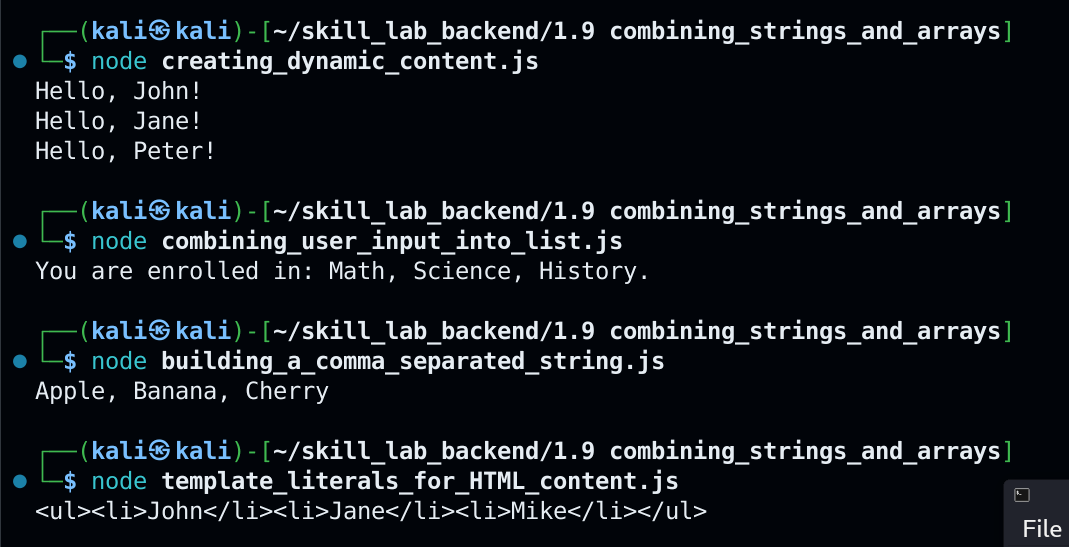 ┌──(kali㉿kali)-[~/skill_lab_backend/1.9 combining_strings_and_arrays]
└─$ node creating_dynamic_content.js
Hello, John!
Hello, Jane!
Hello, Peter!
┌──(kali㉿kali)-[~/skill_lab_backend/1.9 combining_strings_and_arrays]
└─$ node combining_user_input_into_list.js
You are enrolled in: Math, Science, History.
┌──(kali㉿kali)-[~/skill_lab_backend/1.9 combining_strings_and_arrays]
└─$ node building_a_comma_separated_string.js
Apple, Banana, Cherry
┌──(kali㉿kali)-[~/skill_lab_backend/1.9 combining_strings_and_arrays]
└─$ node template_literals_for_HTML_content.js
<ul><li>John</li><li>Jane</li><li>Mike</li></ul>
File